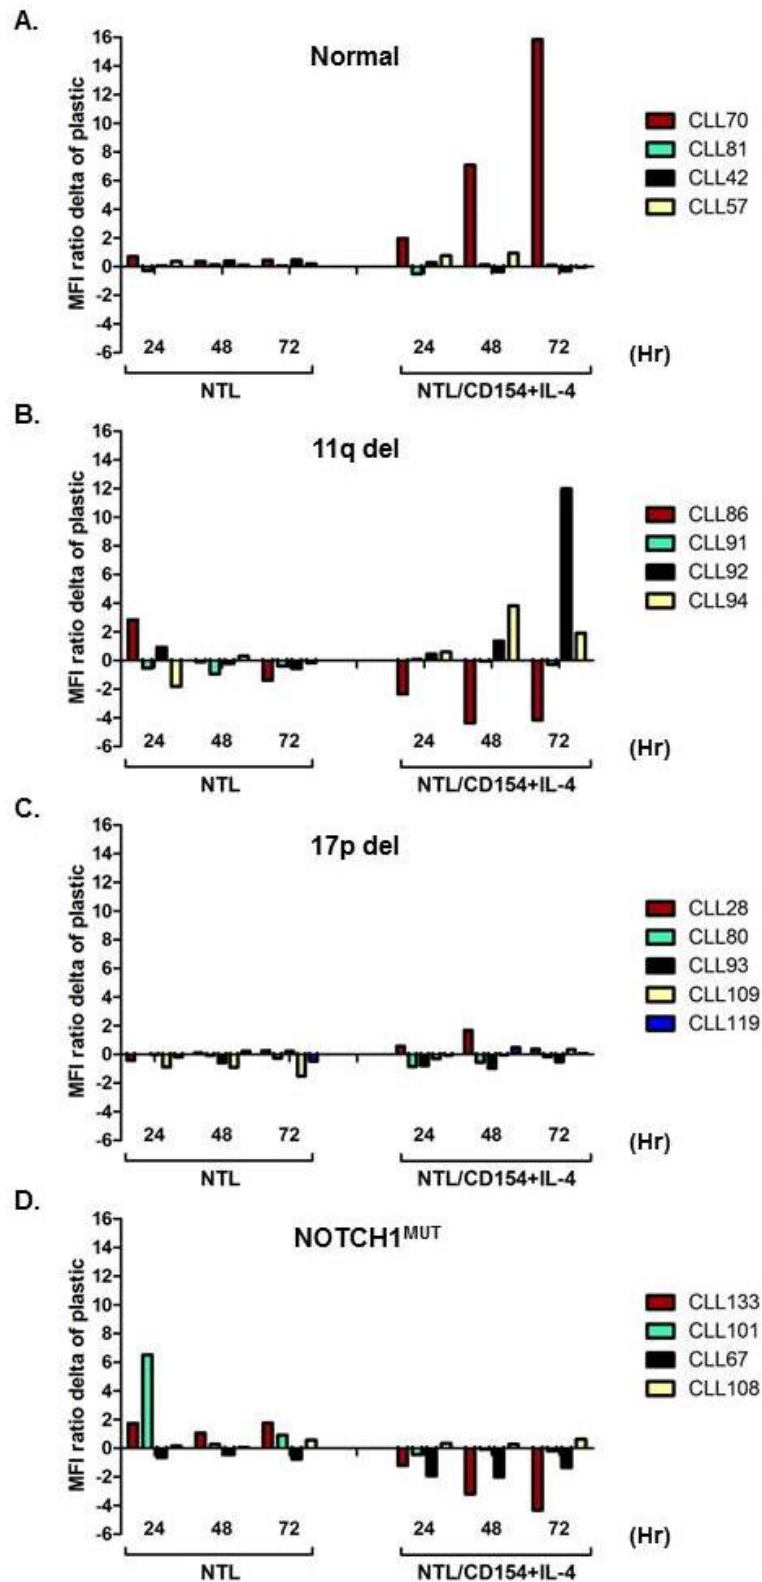 A.
Normal
MFI ratio delta of plastic
16
14
12
10
8
6
4
2
0
-2
-4
-6
24 48 72 24 48 72 (Hr)
NTL NTL/CD154+IL-4
CLL70
CLL81
CLL42
CLL57
B.
11q del
MFI ratio delta of plastic
16
14
12
10
8
6
4
2
0
-2
-4
-6
24 48 72 24 48 72 (Hr)
NTL NTL/CD154+IL-4
CLL86
CLL91
CLL92
CLL94
C.
17p del
MFI ratio delta of plastic
16
14
12
10
8
6
4
2
0
-2
-4
-6
24 48 72 24 48 72 (Hr)
NTL NTL/CD154+IL-4
CLL28
CLL80
CLL93
CLL109
CLL119
D.
NOTCH1MUT
MFI ratio delta of plastic
16
14
12
10
8
6
4
2
0
-2
-4
-6
24 48 72 24 48 72 (Hr)
NTL NTL/CD154+IL-4
CLL133
CLL101
CLL67
CLL108